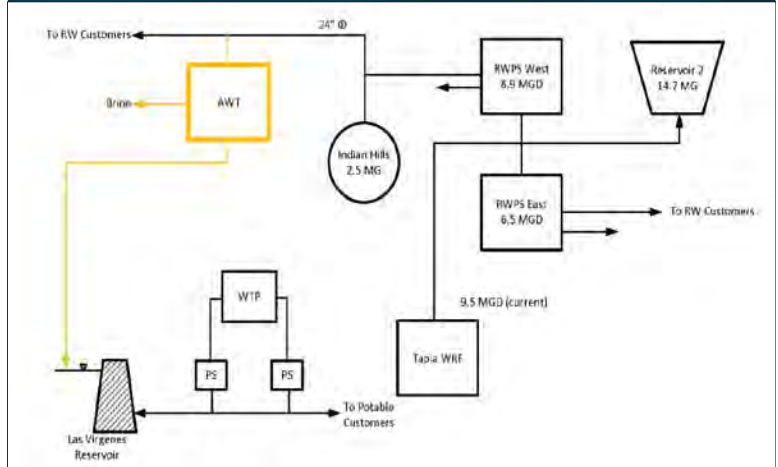 To RW Customers
24" Φ
AWT
Brine
Indian Hills
2.5 MG
RWPS West
8.9 MGD
Reservoir 2
14.7 MG
RWPS East
6.5 MGD
To RW Customers
9.5 MGD (current)
Tapia WRF
WTP
PS
PS
To Potable
Customers
Las Virgenes
Reservoir